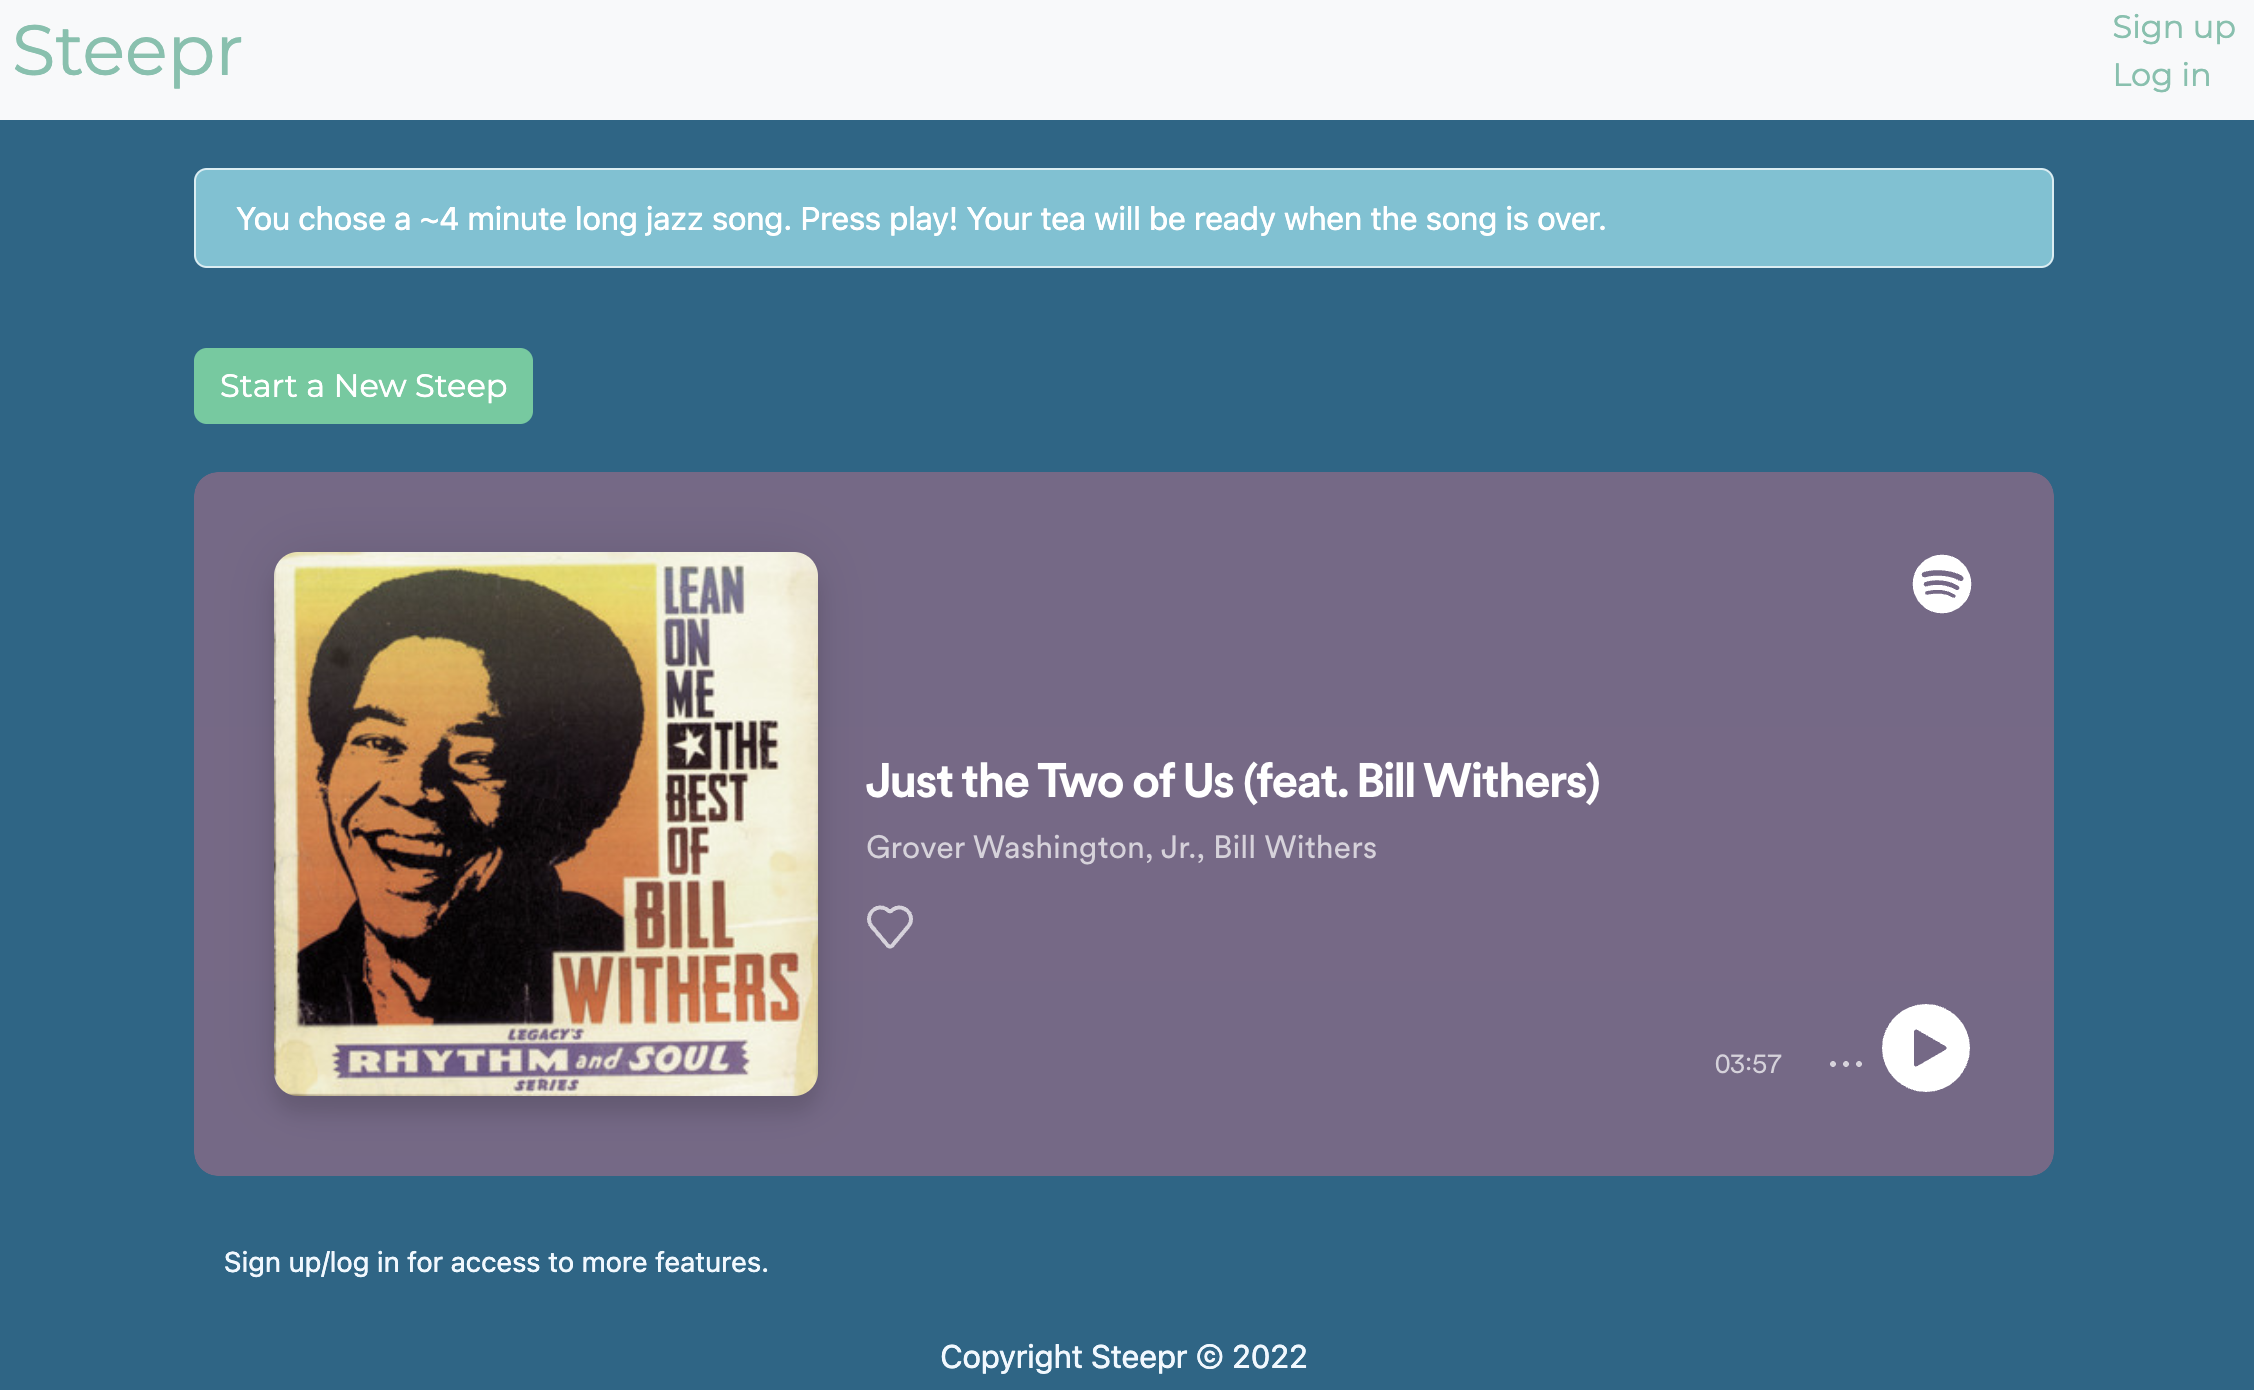 Steepr
Sign up
Log in
You chose a ~4 minute long jazz song. Press play! Your tea will be ready when the song is over.
Start a New Steep
LEAN
ON
ME
THE
BEST
OF
BILL
WITHERS
LEGACY'S
RHYTHM and SOUL
SERIES
Just the Two of Us (feat. Bill Withers)
Grover Washington, Jr., Bill Withers
03:57
Sign up/log in for access to more features.
Copyright Steepr © 2022